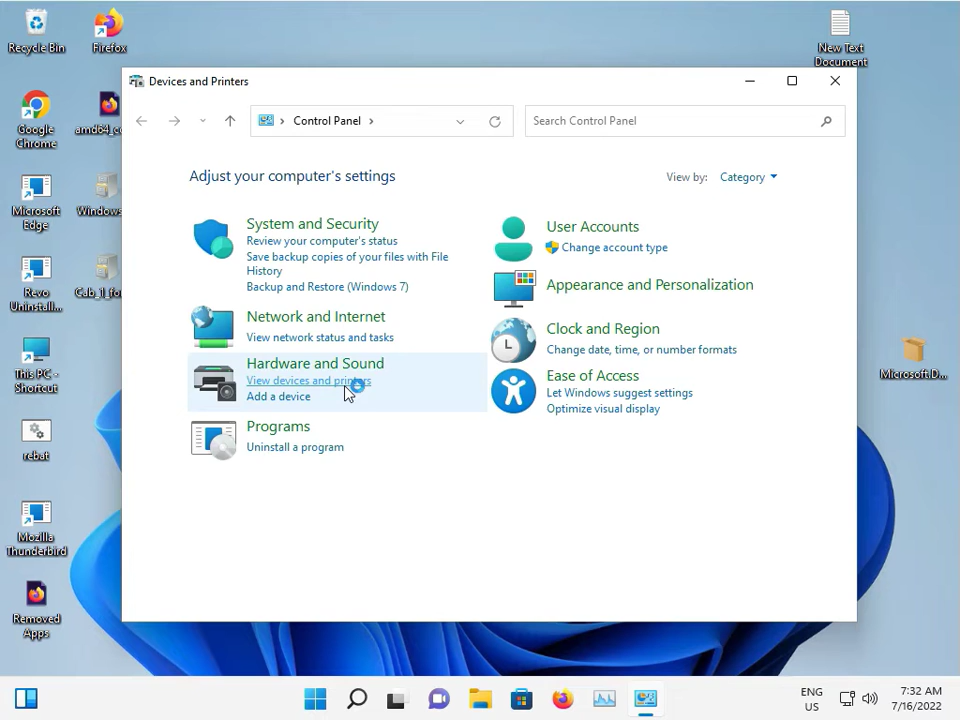 Recycle Bin
Firefox
New Text
Document
Devices and Printers
Control Panel
Search Control Panel
Google
Chrome
Adjust your computer's settings
View by:
Category
Microsoft
Edge
Windows
System and Security
Review your computer's status
Save backup copies of your files with File
History
Backup and Restore (Windows 7)
User Accounts
Change account type
Appearance and Personalization
Revo
Uninstall...
Network and Internet
View network status and tasks
Clock and Region
Change date, time, or number formats
This PC -
Shortcut
Hardware and Sound
View devices and printers
Add a device
Ease of Access
Let Windows suggest settings
Optimize visual display
Microsoft.D...
rebat
Programs
Uninstall a program
Mozilla
Thunderbird
Removed
Apps
ENG
US
7:32 AM
7/16/2022